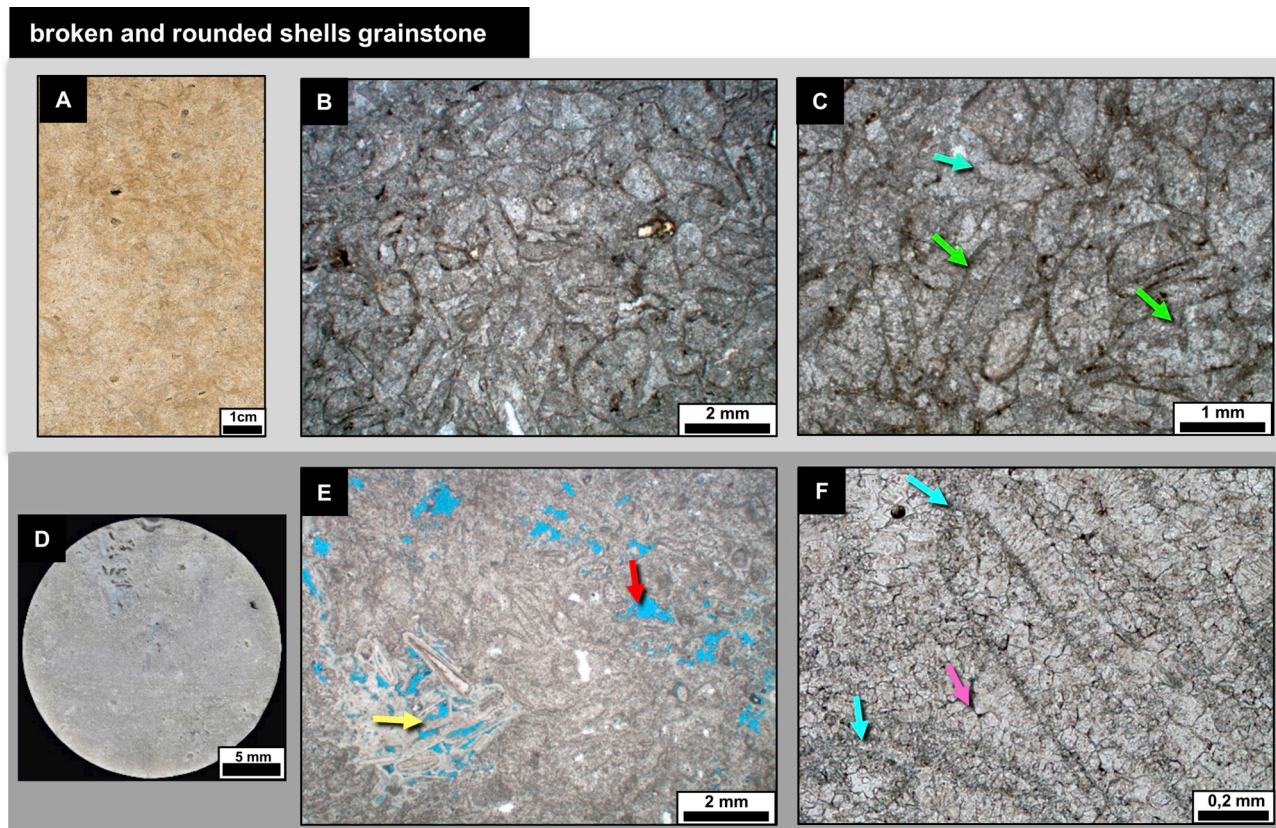 broken and rounded shells grainstone
A
B
C
1cm
2 mm
1 mm
D
E
F
5 mm
2 mm
0,2 mm